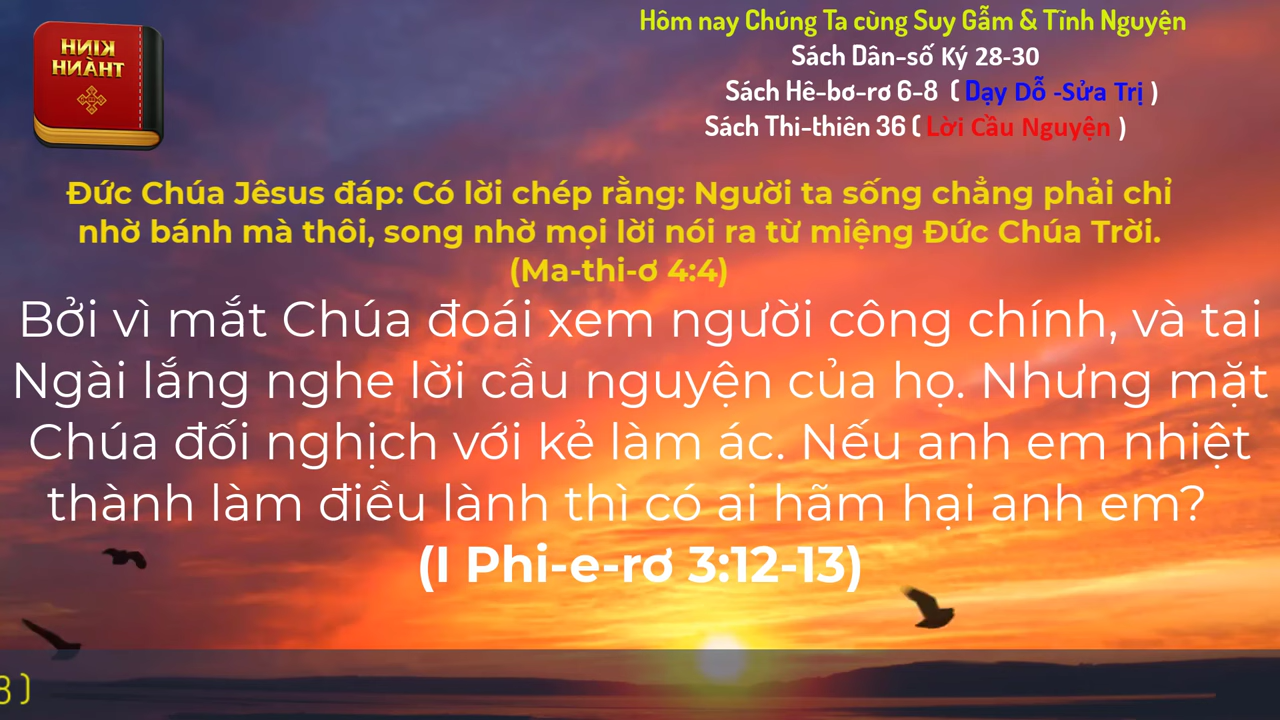 KINH
THÁNH
Hôm nay Chúng Ta cùng Suy Gẫm & Tĩnh Nguyện
Sách Dân-số Ký 28-30
Sách Hê-bơ-rơ 6-8 ( Dạy Dỗ -Sửa Trị )
Sách Thi-thiên 36 ( Lời Cầu Nguyện )
Đức Chúa Jêsus đáp: Có lời chép rằng: Người ta sống chẳng phải chỉ
nhờ bánh mà thôi, song nhờ mọi lời nói ra từ miệng Đức Chúa Trời.
(Ma-thi-ơ 4:4)
Bởi vì mắt Chúa đoái xem người công chính, và tai
Ngài lắng nghe lời cầu nguyện của họ. Nhưng mặt
Chúa đối nghịch với kẻ làm ác. Nếu anh em nhiệt
thành làm điều lành thì có ai hãm hại anh em?
(I Phi-e-rơ 3:12-13)
8 )